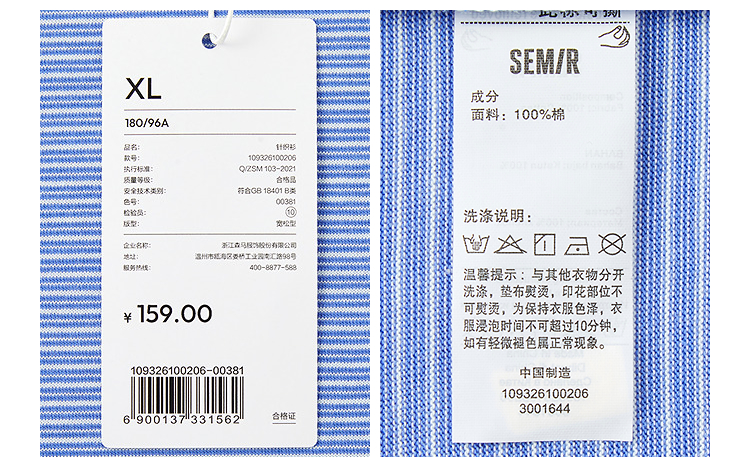 XL
180/96A
品名: 针织衫
款号: 109326100206
执行标准: Q/ZSM 103-2021
质量等级: 合格品
安全技术类别: 符合GB 18401 B类
色号: 00381
检验员: 10
版型: 宽松型
企业名称: 浙江森马服饰股份有限公司
地址: 温州市瓯海区娄桥工业园南汇路98号
服务热线: 400-8877-588
¥ 159.00
109326100206-00381
6 900137 331562
合格证
此标可撕
SEMIR
成分
面料: 100%棉
洗涤说明:
温馨提示: 与其他衣物分开
洗涤, 垫布熨烫, 印花部位不
可熨烫, 为保持衣服色泽, 衣
服浸泡时间不可超过10分钟,
如有轻微褪色属正常现象。
中国制造
109326100206
3001644